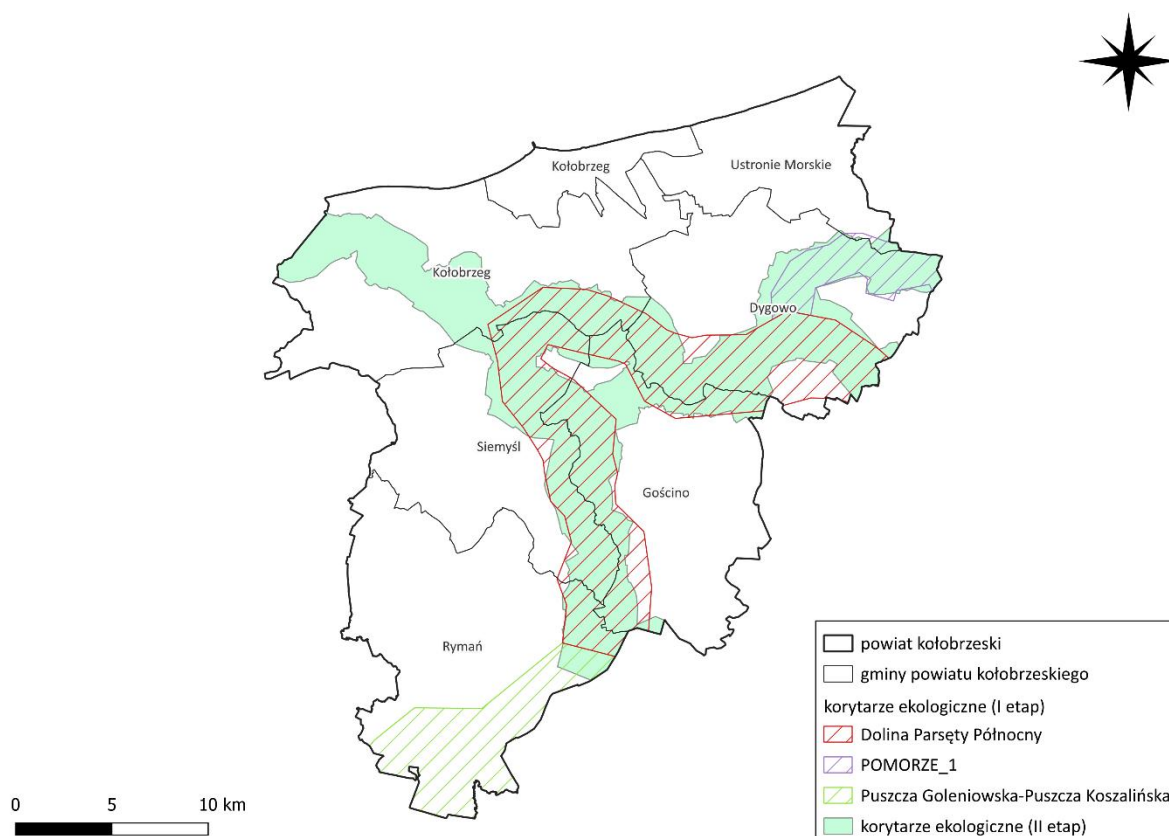 Kołobrzeg
Ustronie Morskie
Kołobrzeg
Dygowo
Siemyśl
Gościno
Rymań
powiat kołobrzeski
gminy powiatu kołobrzeskiego
korytarze ekologiczne (I etap)
Dolina Parsęty Północny
POMORZE_1
Puszcza Goleniowska-Puszcza Koszalińska
korytarze ekologiczne (II etap)
0 5 10 km